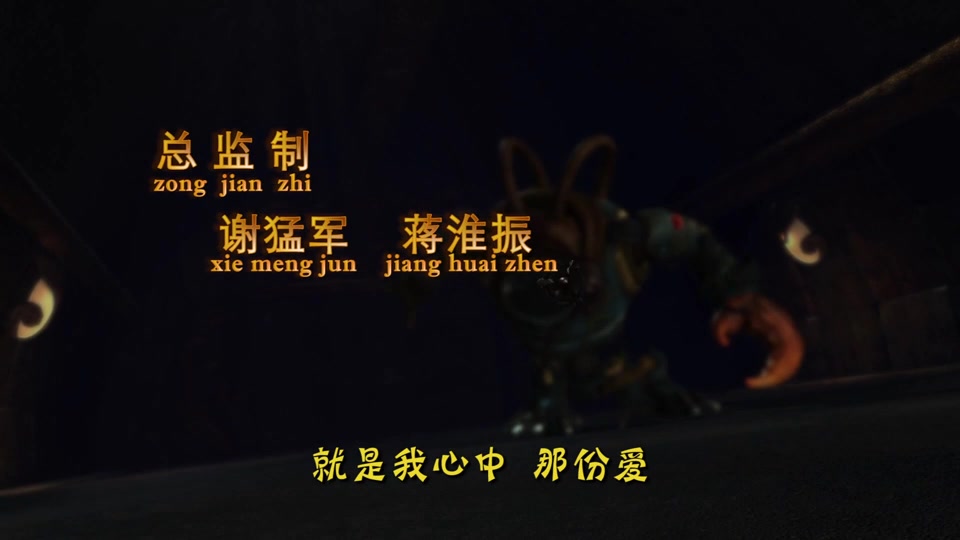 总监制
zong jian zhi
谢猛军 蒋淮振
xie meng jun jiang huai zhen
就是我心中 那份爱